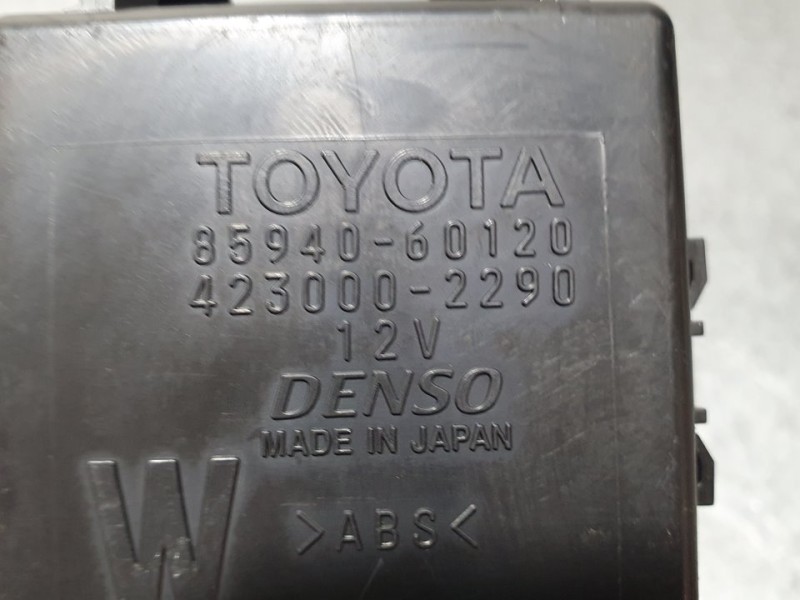 TOYOTA
85940-60120
423000-2290
12V
DENSO
MADE IN JAPAN
W
>ABS<